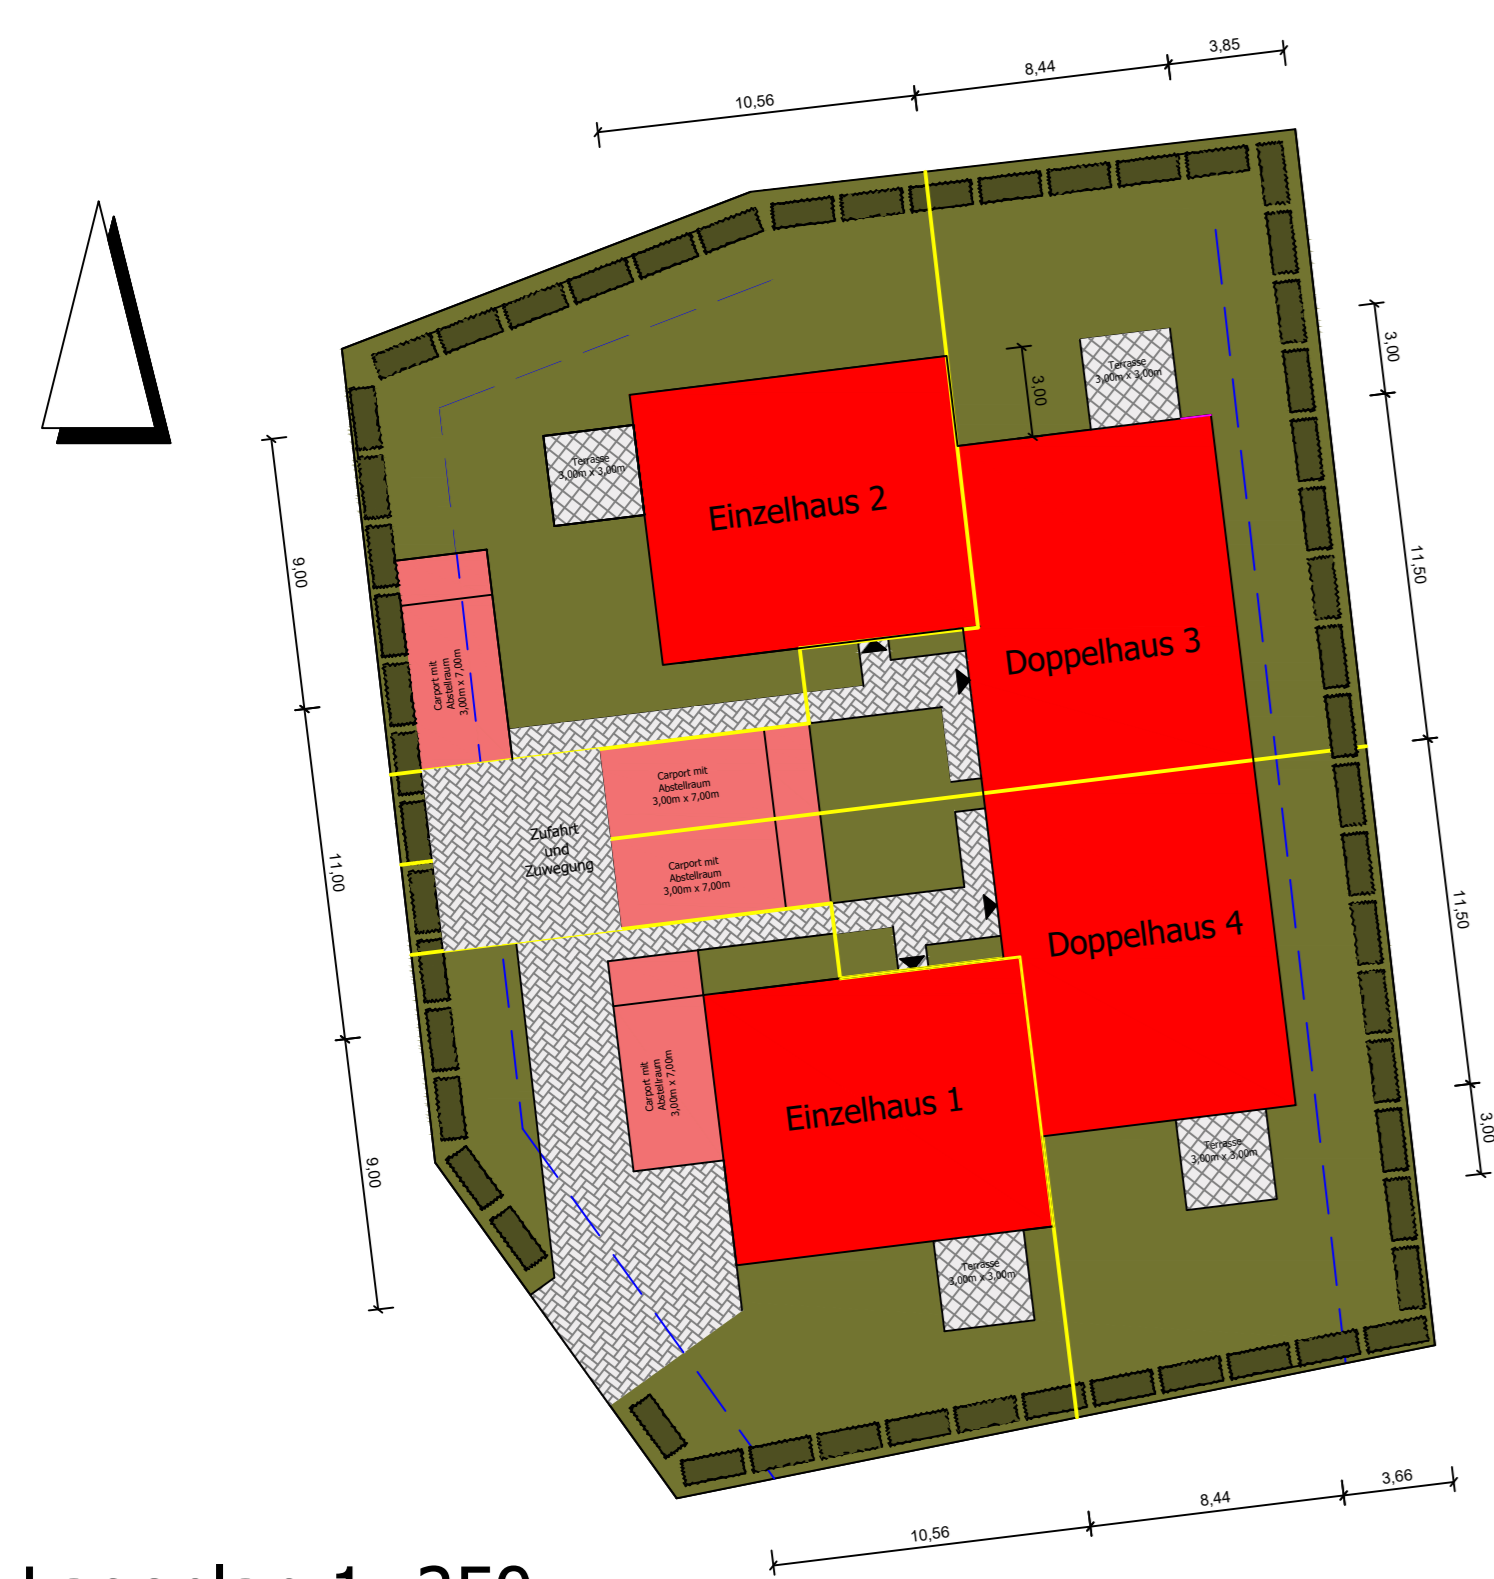 3,85
8,44
10,56
3,00
Terrasse
3,00m x 3,00m
3,00
9,00
Terrasse
3,00m x 3,00m
Einzelhaus 2
11,50
Doppelhaus 3
Carport mit
Abstellraum
3,00m x 7,00m
Carport mit
Abstellraum
3,00m x 7,00m
Zufahrt
und
Zuwegung
11,00
Carport mit
Abstellraum
3,00m x 7,00m
11,50
Doppelhaus 4
Carport mit
Abstellraum
3,00m x 7,00m
Einzelhaus 1
9,00
Terrasse
3,00m x 3,00m
3,00
Terrasse
3,00m x 3,00m
3,66
8,44
10,56